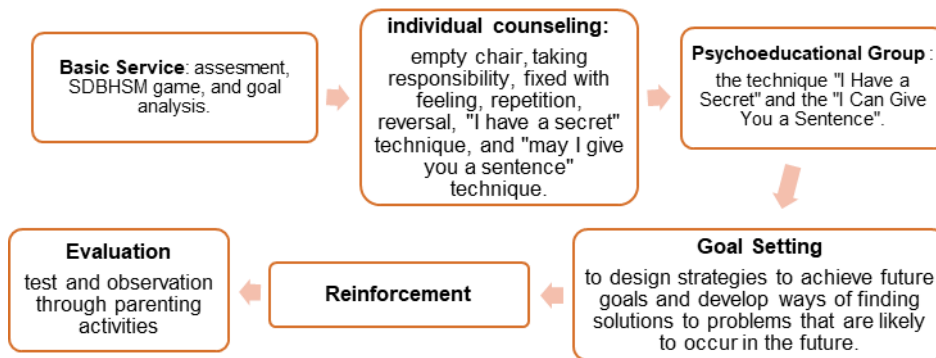 Basic Service: assesment,
SDBHSM game, and goal
analysis.
individual counseling:
empty chair, taking
responsibility, fixed with
feeling, repetition,
reversal, "I have a secret"
technique, and "may I give
you a sentence"
technique.
Psychoeducational Group :
the technique "I Have a
Secret" and the "I Can Give
You a Sentence".
Goal Setting
to design strategies to achieve future
goals and develop ways of finding
solutions to problems that are likely
to occur in the future.
Reinforcement
Evaluation
test and observation
through parenting
activities